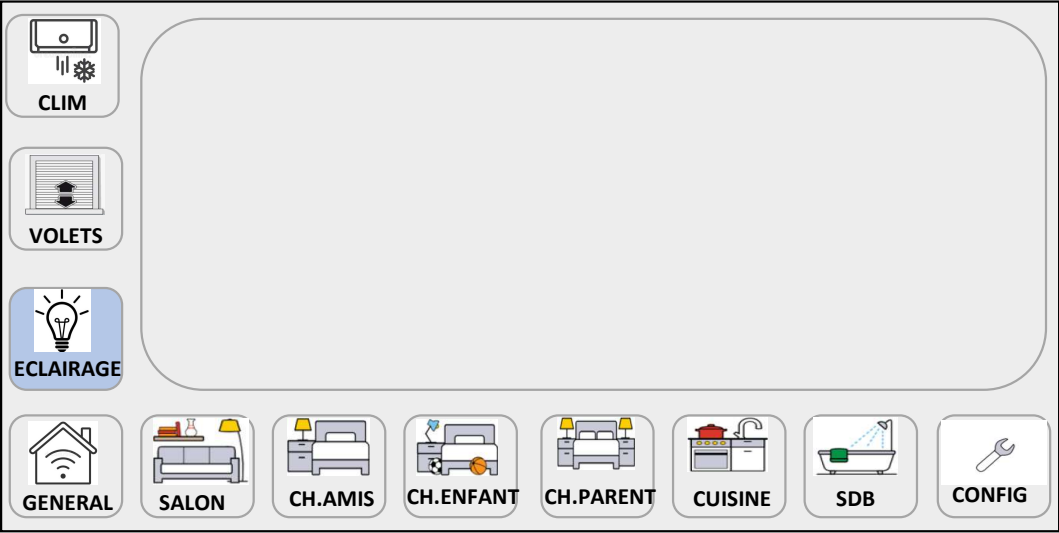 CLIM
VOLETS
ECLAIRAGE
GENERAL
SALON
CH.AMIS
CH.ENFANT
CH.PARENT
CUISINE
SDB
CONFIG